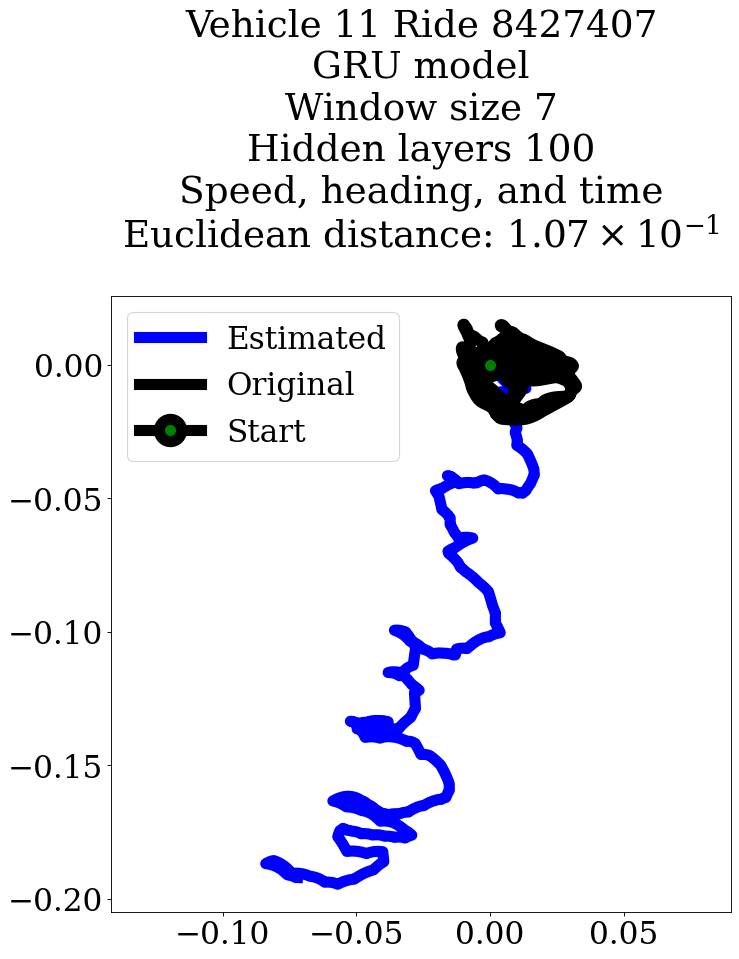 Vehicle 11 Ride 8427407
GRU model
Window size 7
Hidden layers 100
Speed, heading, and time
Euclidean distance: 1.07 × 10⁻¹
Estimated
Original
Start
0.00
−0.05
−0.10
−0.15
−0.20
−0.10
−0.05
0.00
0.05